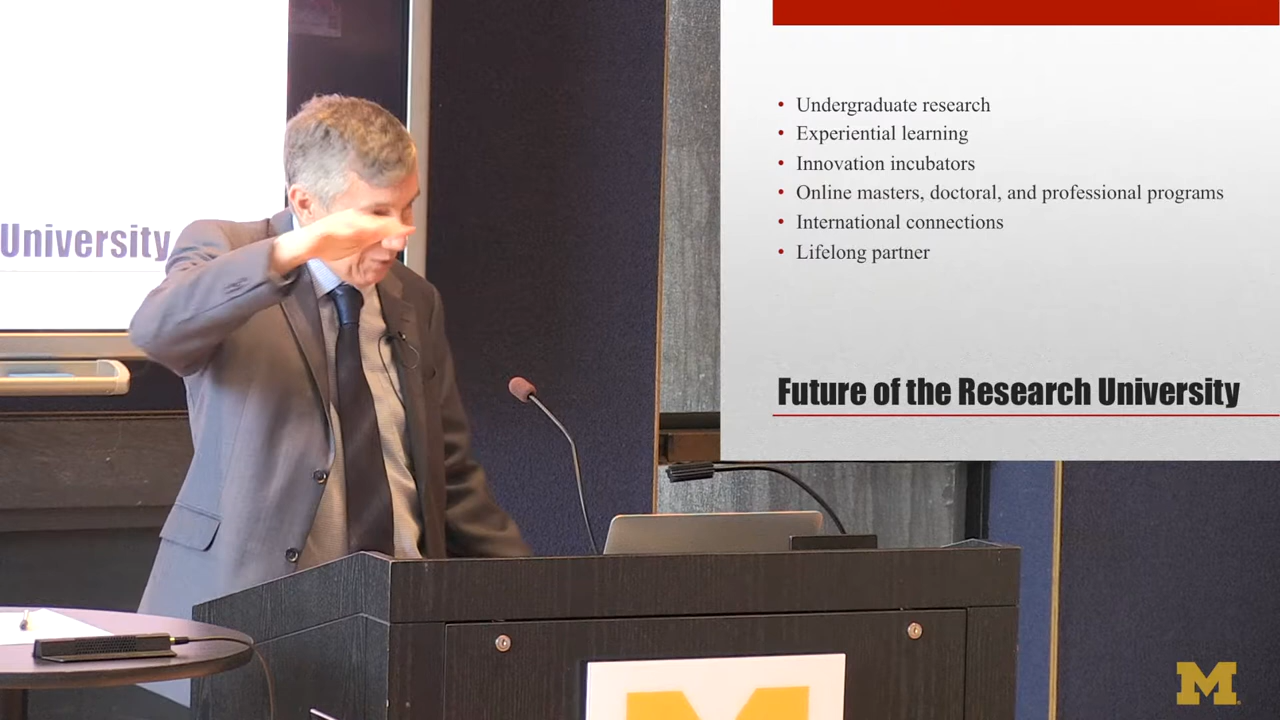 University
• Undergraduate research
• Experiential learning
• Innovation incubators
• Online masters, doctoral, and professional programs
• International connections
• Lifelong partner
Future of the Research University
M
M